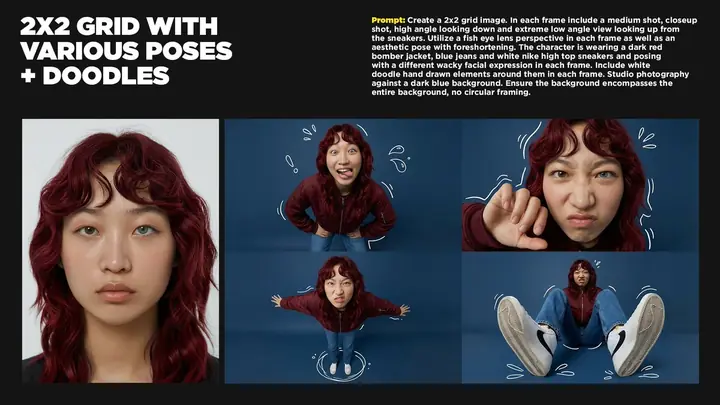 2X2 GRID WITH
VARIOUS POSES
+ DOODLES
Prompt: Create a 2x2 grid image. In each frame include a medium shot, closeup
shot, high angle looking down and extreme low angle view looking up from
the sneakers. Utilize a fish eye lens perspective in each frame as well as an
aesthetic pose with foreshortening. The character is wearing a dark red
bomber jacket, blue jeans and white nike high top sneakers and posing
with a different wacky facial expression in each frame. Include white
doodle hand drawn elements around them in each frame. Studio photography
against a dark blue background. Ensure the background encompasses the
entire background, no circular framing.